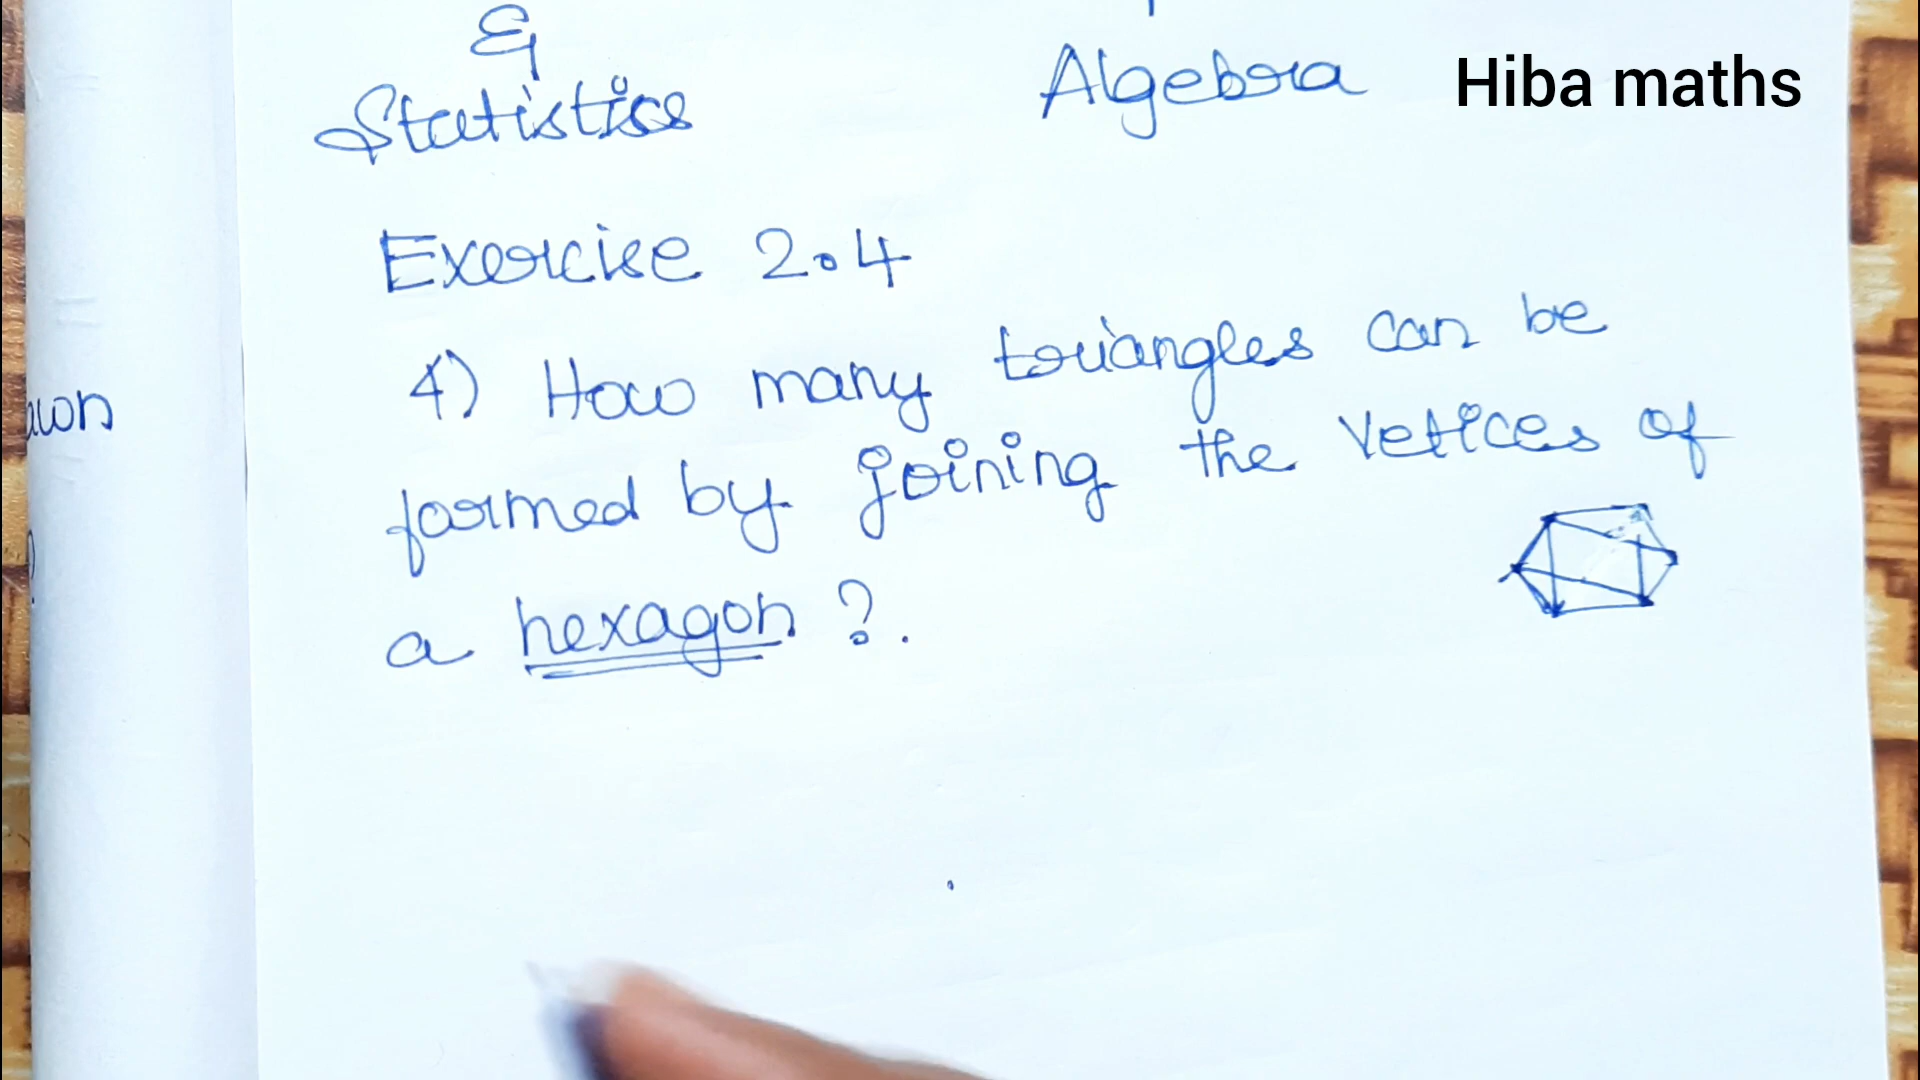 &
Statistics
Algebra
Hiba maths
Exercise 2.4
4) How many triangles can be
formed by joining the vetices of
a hexagon ?.